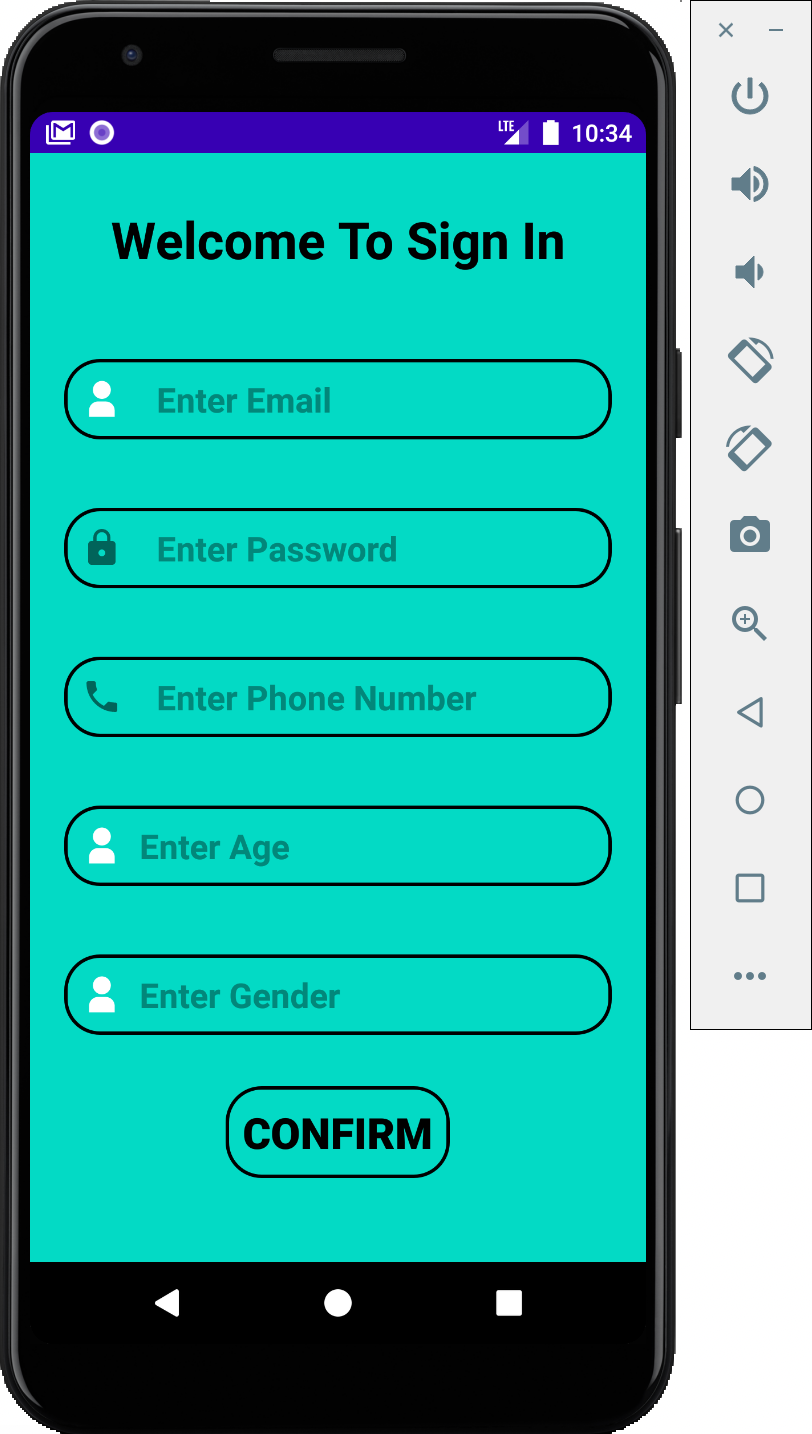 LTE 10:34
Welcome To Sign In
Enter Email
Enter Password
Enter Phone Number
Enter Age
Enter Gender
CONFIRM